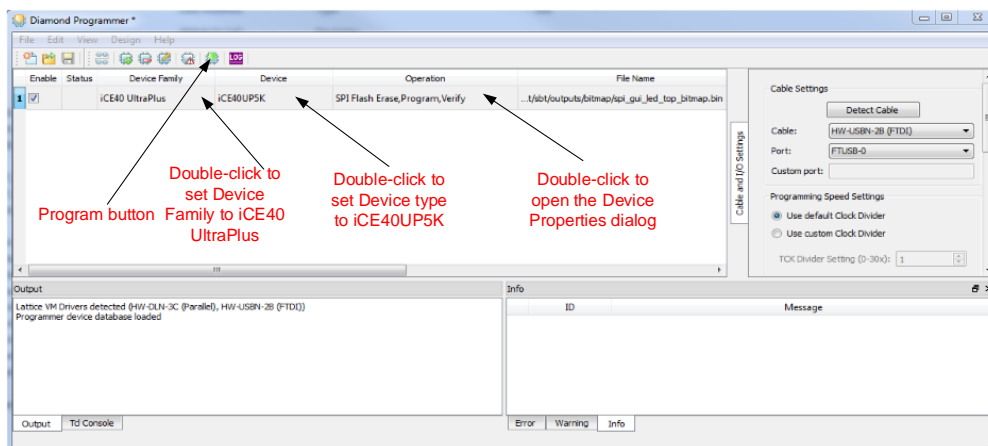 Diamond Programmer *
File Edit View Design Help
LOG
Enable Status Device Family Device Operation File Name
1 iCE40 UltraPlus iCE40UP5K SPI Flash Erase,Program,Verify ...t/sbt/outputs/bitmap/spi_gui_led_top_bitmap.bin
Program button
Double-click to
set Device
Family to iCE40
UltraPlus
Double-click to
set Device type
to iCE40UP5K
Double-click to
open the Device
Properties dialog
Cable and I/O Settings
Cable Settings
Detect Cable
Cable: HW-USBN-2B (FTDI)
Port: FTUSB-0
Custom port:
Programming Speed Settings
Use default Clock Divider
Use custom Clock Divider
TCK Divider Setting (0-30x): 1
Output
Lattice VM Drivers detected (HW-DLN-3C (Parallel), HW-USBN-2B (FTDI))
Programmer device database loaded
Output Tcl Console
Info
ID Message
Error Warning Info